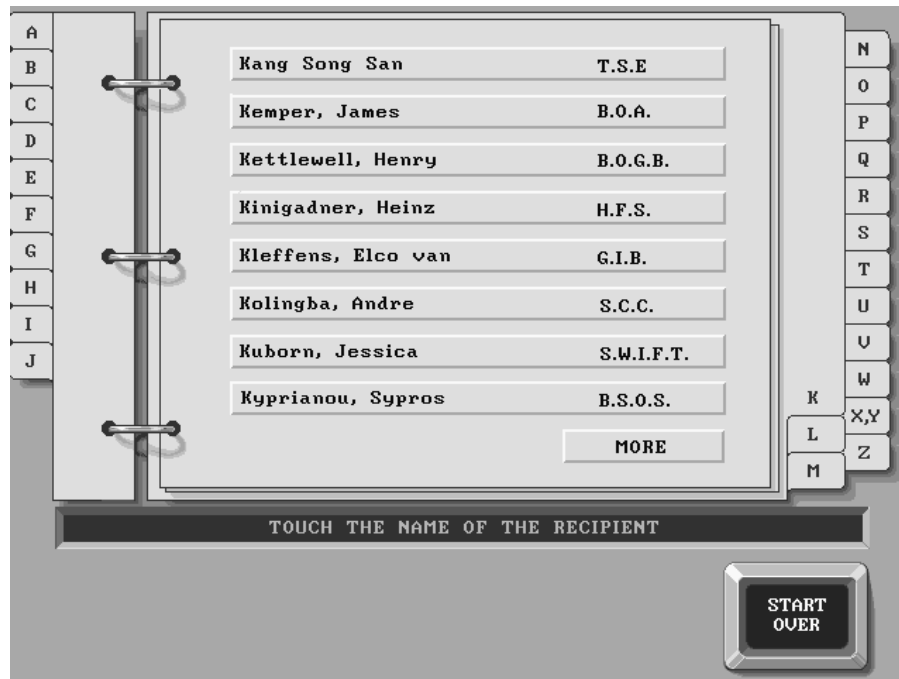 A
B
C
D
E
F
G
H
I
J
Kang Song San T.S.E
Kemper, James B.O.A.
Kettlewell, Henry B.O.G.B.
Kinigadner, Heinz H.F.S.
Kleffens, Elco van G.I.B.
Kolingba, Andre S.C.C.
Kuborn, Jessica S.W.I.F.T.
Kyprianou, Sypros B.S.O.S.
MORE
K
L
M
N
O
P
Q
R
S
T
U
V
W
X,Y
Z
TOUCH THE NAME OF THE RECIPIENT
START
OVER